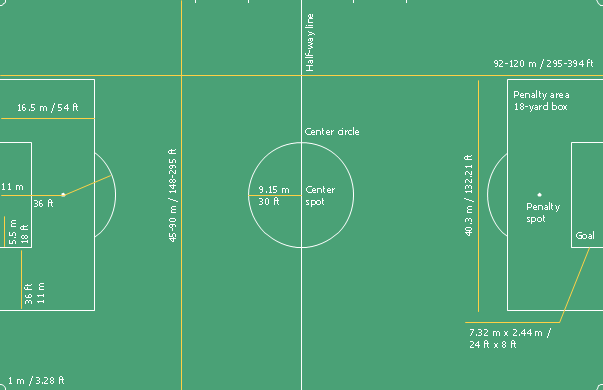 Half-way line
92-120 m / 295-394 ft
16.5 m / 54 ft
Penalty area
18-yard box
Center circle
45-90 m / 148-295 ft
40.3 m / 132.21 ft
11 m
36 ft
9.15 m
30 ft
Center
spot
Penalty
spot
5.5 m
18 ft
Goal
36 ft
11 m
7.32 m x 2.44 m /
24 ft x 8 ft
1 m / 3.28 ft